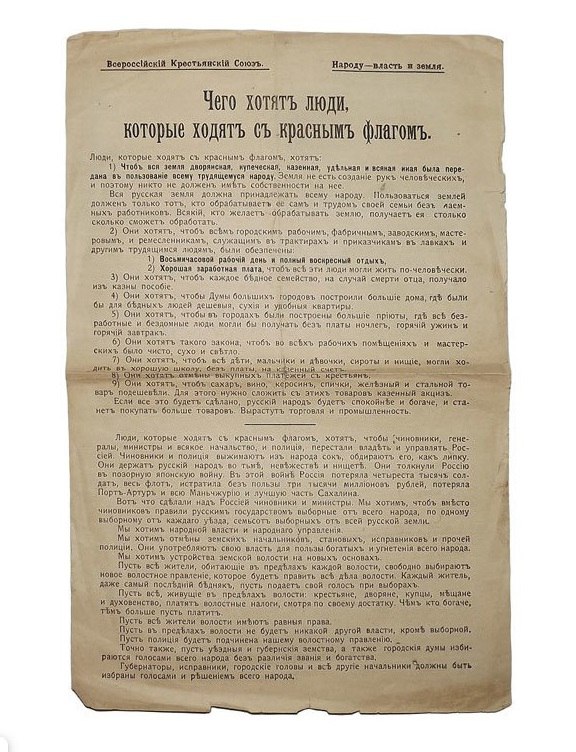 Всероссійскій Крестьянскій Союзъ.
Народу—власть и земля.
Чего хотятъ люди,
которые ходятъ съ краснымъ флагомъ.
Люди, которые ходятъ съ краснымъ флагомъ, хотятъ:
1) Чтобъ вся земля дворянская, купеческая, казенная, удѣльная и всякая иная была пере-
дана въ пользованіе всему трудящемуся народу. Земля не есть созданіе рукъ человѣческихъ,
и поэтому никто не долженъ имѣть собственности на нее.
Вся русская земля должна принадлежать всему народу. Пользоваться землей
долженъ только тотъ, кто обрабатываетъ ее самъ и трудомъ своей семьи безъ наем-
ныхъ работниковъ. Всякій, кто желаетъ обрабатывать землю, получаетъ ея столько
сколько сможетъ обработать.
2) Они хотятъ, чтобъ всѣмъ городскимъ рабочимъ, фабричнымъ, заводскимъ, масте-
ровымъ, и ремесленникамъ, служащимъ въ трактирахъ и приказчикамъ въ лавкахъ и
другимъ трудящимся людямъ, были обезпечены:
1) Восьмичасовой рабочій день и полный воскресный отдыхъ,
2) Хорошая заработная плата, чтобъ всѣ эти люди могли жить по-человѣчески.
3) Они хотятъ, чтобъ каждое бѣдное семейство, на случай смерти отца, получало
изъ казны пособіе.
4) Они хотятъ, чтобы Думы большихъ городовъ построили большіе дома, гдѣ были
бы для бѣдныхъ людей дешевыя, сухія и удобныя квартиры.
5) Они хотятъ, чтобы въ городахъ были построены большіе пріюты, гдѣ всѣ без-
работные и бездомные люди могли бы получать безъ платы ночлегъ, горячій ужинъ и
горячій завтракъ.
6) Они хотятъ такого закона, чтобъ во всѣхъ рабочихъ помѣщеніяхъ и мастер-
скихъ было чисто, сухо и свѣтло.
7) Они хотятъ, чтобъ всѣ дѣти, мальчики и дѣвочки, сироты и нищіе, могли хо-
дить въ хорошую школу, безъ платы, на казенный счетъ.
8) Они хотятъ отмѣны выкупныхъ платежей съ крестьянъ.
9) Они хотятъ, чтобъ сахаръ, вино, керосинъ, спички, желѣзный и стальной то-
варъ подешевѣли. Для этого нужно сложить съ этихъ товаровъ казенный акцизъ.
Если все это будетъ сдѣлано, русскій народъ будетъ спокойнѣе и богаче, и ста-
нетъ покупать больше товаровъ. Вырастутъ торговля и промышленность.
Люди, которые ходятъ съ краснымъ флагомъ, хотятъ, чтобы чиновники, гене-
ралы, министры и всякое начальство, и полиція, перестали владѣть и управлять Рос-
сіей. Чиновники и полиція выжимаютъ изъ народа сокъ, обдираютъ его, какъ липку.
Они держатъ русскій народъ во тьмѣ, невѣжествѣ и нищетѣ. Они толкнули Россію
въ позорную японскую войну. Въ этой войнѣ Россія потеряла четыреста тысячъ сол-
датъ, весь флотъ, истратила безъ пользы три тысячи милліоновъ рублей, потеряла
Портъ-Артуръ и всю Маньчжурію и лучшую часть Сахалина.
Вотъ что сдѣлали надъ Россіей чиновники и министры. Мы хотимъ, чтобъ вмѣсто
чиновниковъ правили русскимъ государствомъ выборные отъ всего народа, по одному
выборному отъ каждаго уѣзда, семьсотъ выборныхъ отъ всей русской земли.
Мы хотимъ народной власти и народнаго управленія.
Мы хотимъ отмѣны земскихъ начальниковъ, становыхъ, исправниковъ и прочей
полиціи. Они употребляютъ свою власть для пользы богатыхъ и угнетенія всего народа.
Мы хотимъ устройства земской волости на новыхъ основахъ.
Пусть всѣ жители, обитающіе въ предѣлахъ каждой волости, свободно выбираютъ
новое волостное правленіе, которое будетъ править всѣ дѣла волости. Каждый житель,
даже самый послѣдній бѣднякъ, пусть подаетъ свой голосъ при выборахъ.
Пусть всѣ, живущіе въ предѣлахъ волости: крестьяне, дворяне, купцы, мѣщане
и духовенство, платятъ волостные налоги, смотря по своему достатку. Чѣмъ кто богаче,
тѣмъ больше пусть платитъ.
Пусть всѣ жители волости имѣютъ равныя права.
Пусть въ предѣлахъ волости не будетъ никакой другой власти, кромѣ выборной.
Пусть полиція будетъ подчинена нашему волостному правленію.
Точно также, пусть уѣздныя и губернскія земства, а также городскія думы изби-
раются голосами всего народа безъ различія званія и богатства.
Губернаторы, исправники, городскіе головы и всѣ другіе начальники должны быть
избраны голосами и рѣшеніемъ всего народа.